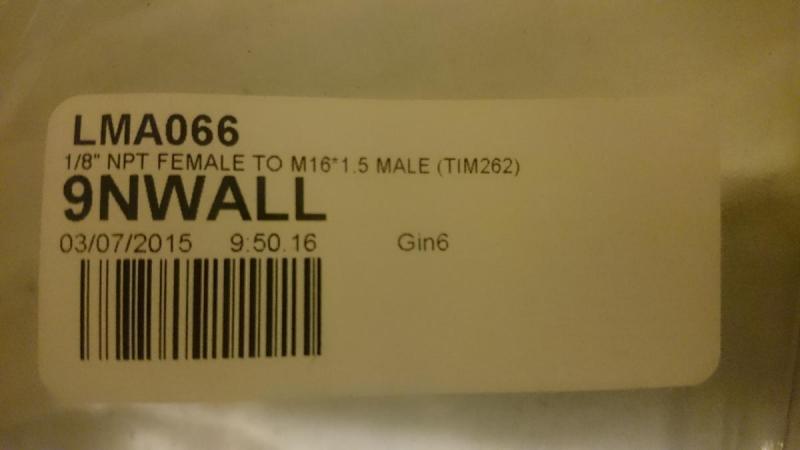 LMA066
1/8" NPT FEMALE TO M16*1.5 MALE (TIM262)
9NWALL
03/07/2015 9:50.16 Gin6